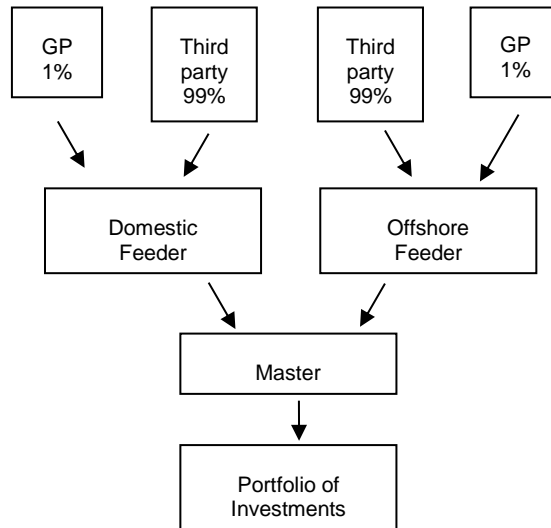 GP
1%
Third
party
99%
Third
party
99%
GP
1%
Domestic
Feeder
Offshore
Feeder
Master
Portfolio of
Investments